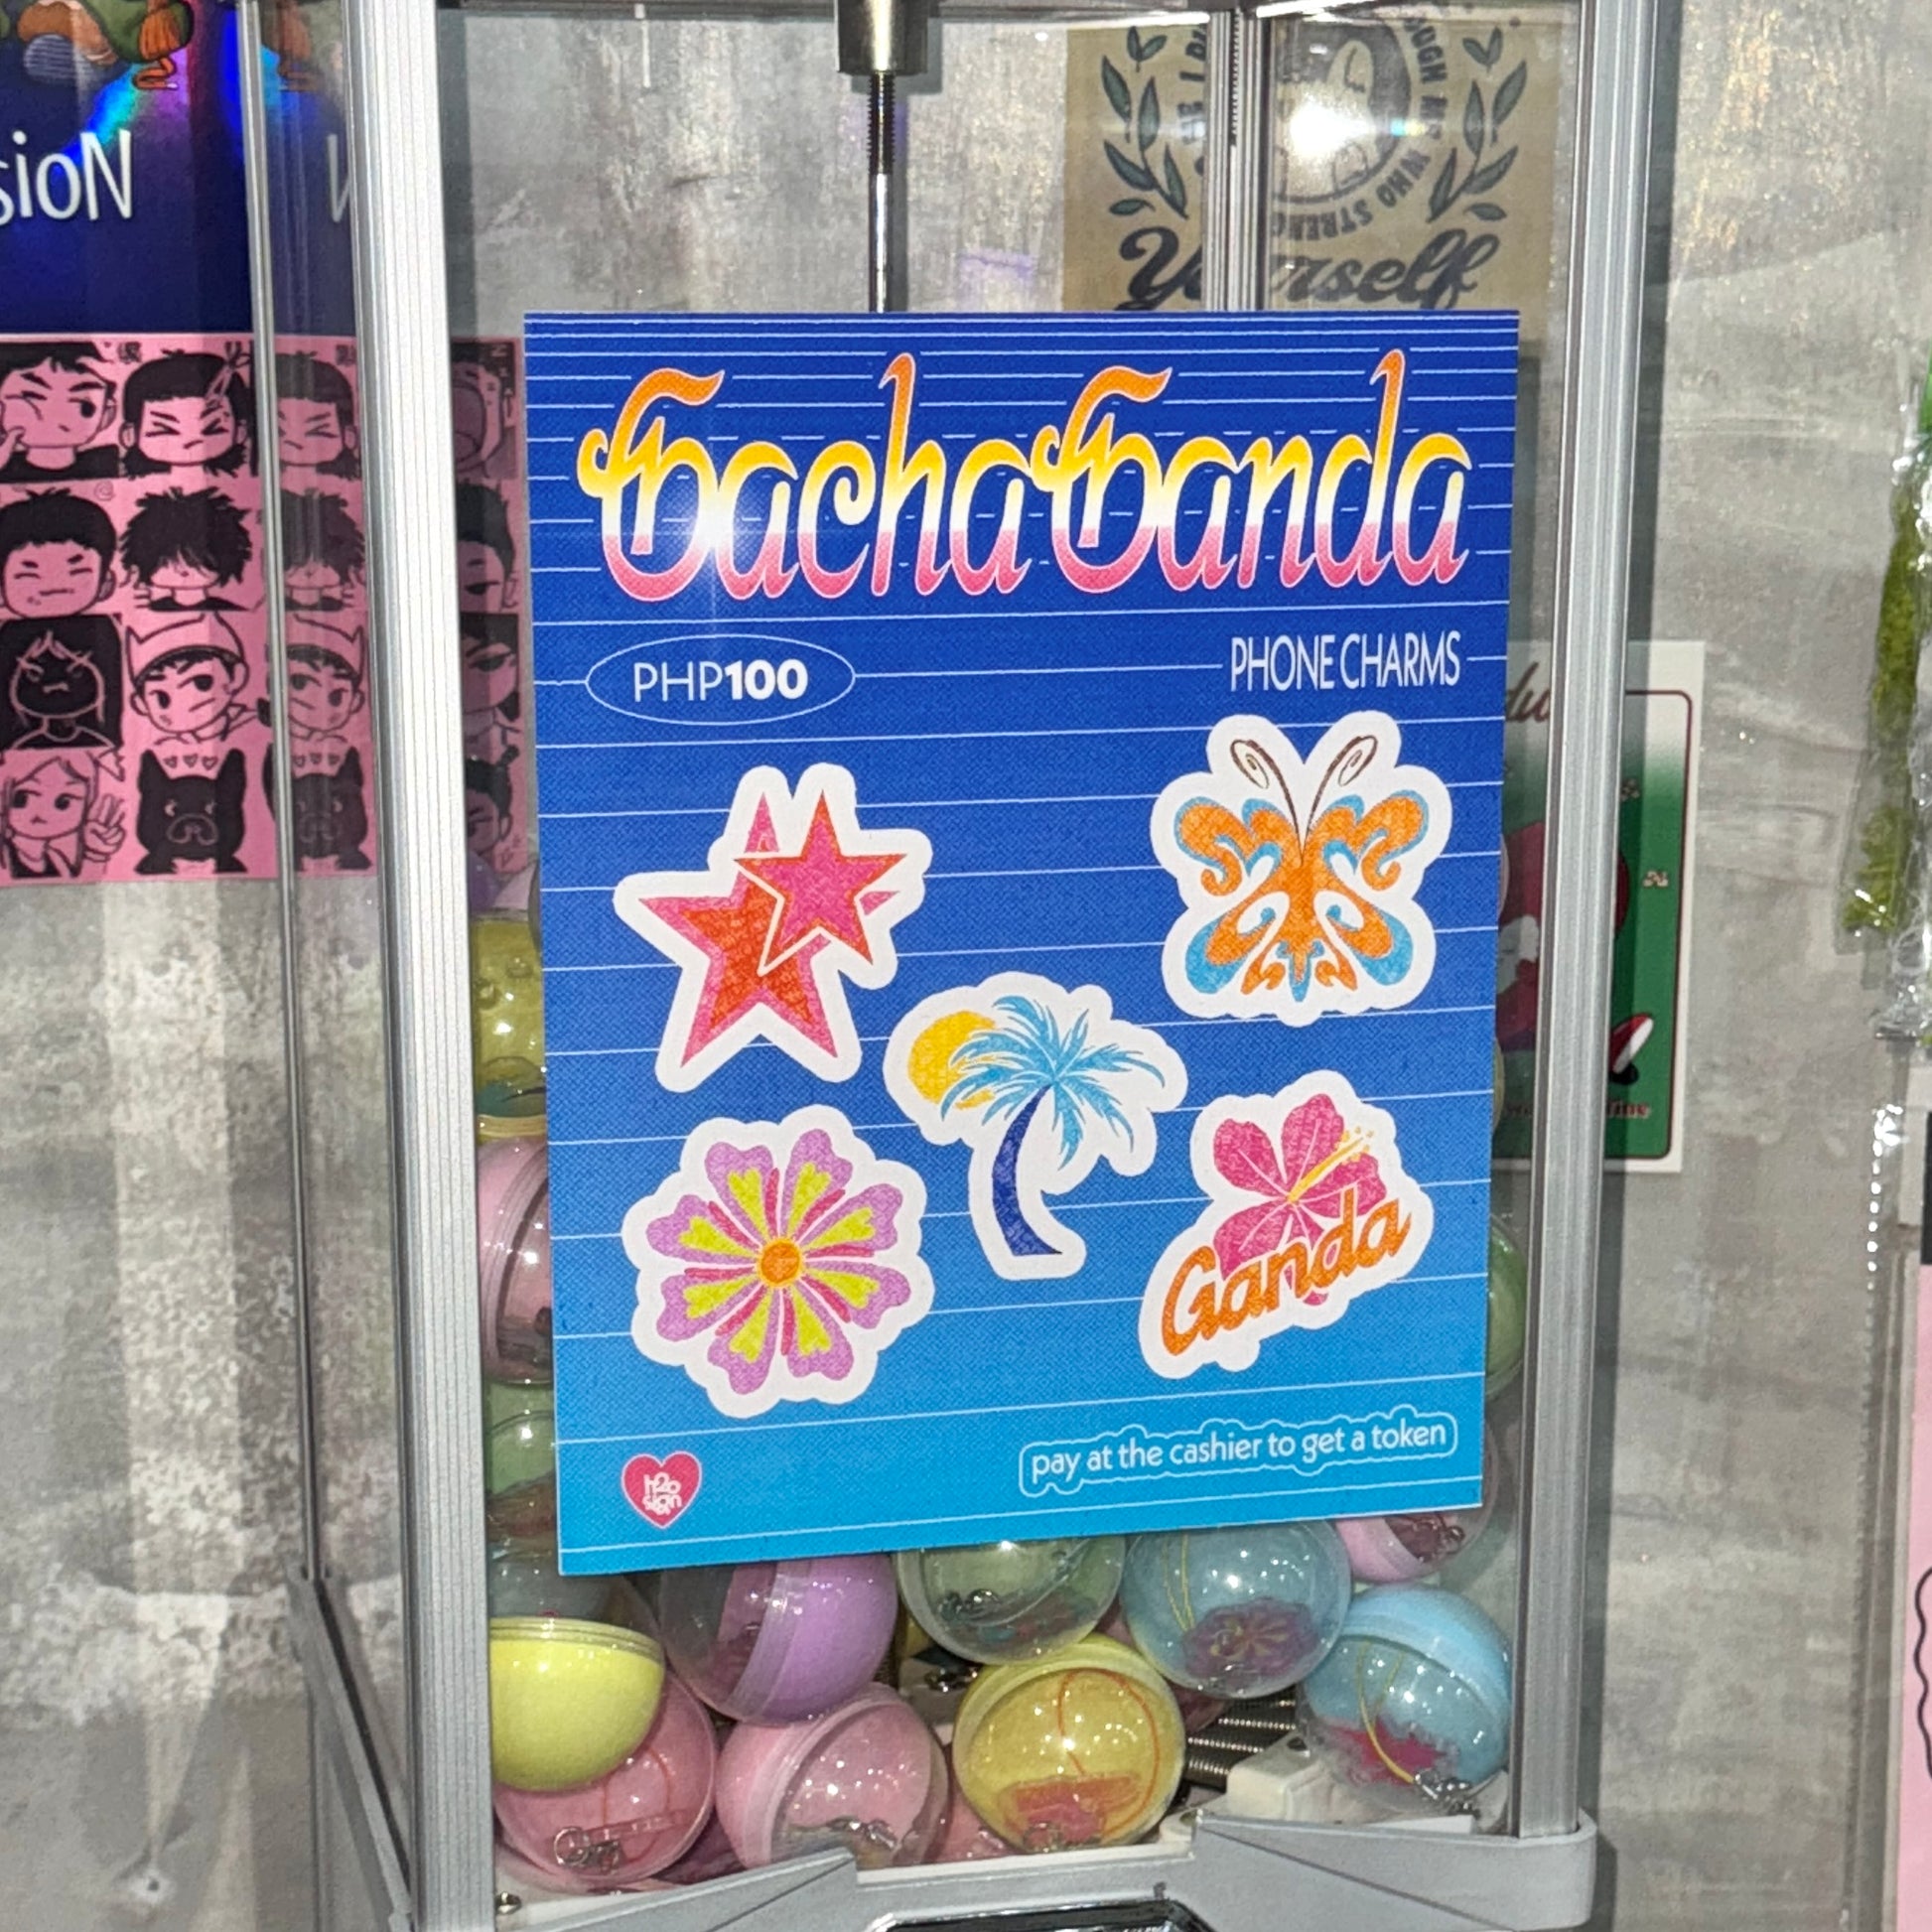 sioN
Yourself
GachaGanda
PHP100
PHONE CHARMS
Ganda
pay at the cashier to get a token
h2o
sign